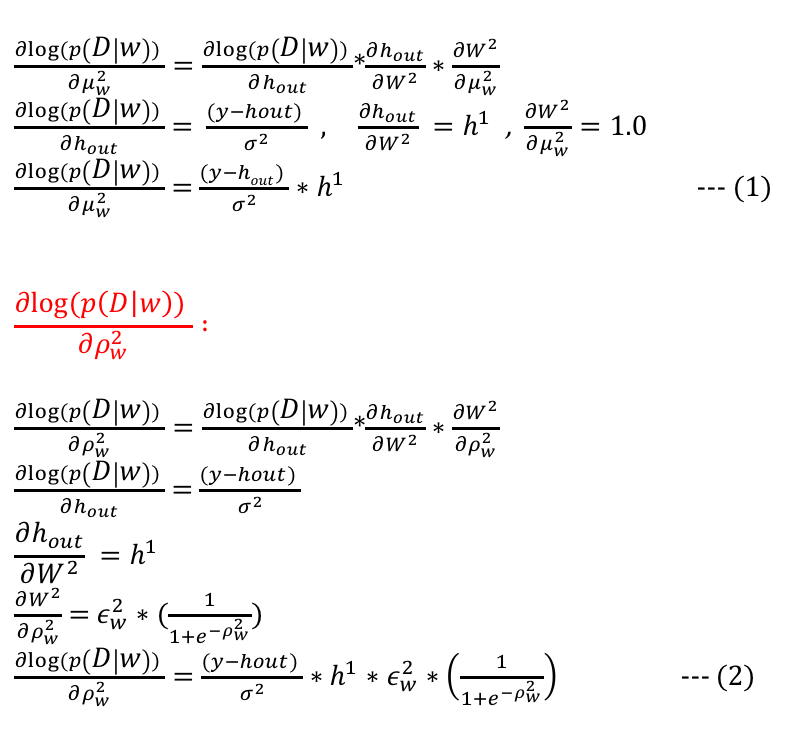 ∂log(p(D|w))/∂μ_w^2 = ∂log(p(D|w))/∂h_out * ∂h_out/∂W^2 * ∂W^2/∂μ_w^2
∂log(p(D|w))/∂h_out = (y−hout)/σ^2 , ∂h_out/∂W^2 = h^1 , ∂W^2/∂μ_w^2 = 1.0
∂log(p(D|w))/∂μ_w^2 = (y−h_out)/σ^2 * h^1 --- (1)
∂log(p(D|w))/∂ρ_w^2 :
∂log(p(D|w))/∂ρ_w^2 = ∂log(p(D|w))/∂h_out * ∂h_out/∂W^2 * ∂W^2/∂ρ_w^2
∂log(p(D|w))/∂h_out = (y−hout)/σ^2
∂h_out/∂W^2 = h^1
∂W^2/∂ρ_w^2 = ϵ_w^2 * (1/(1+e^(−ρ_w^2)))
∂log(p(D|w))/∂ρ_w^2 = (y−hout)/σ^2 * h^1 * ϵ_w^2 * (1/(1+e^(−ρ_w^2))) --- (2)